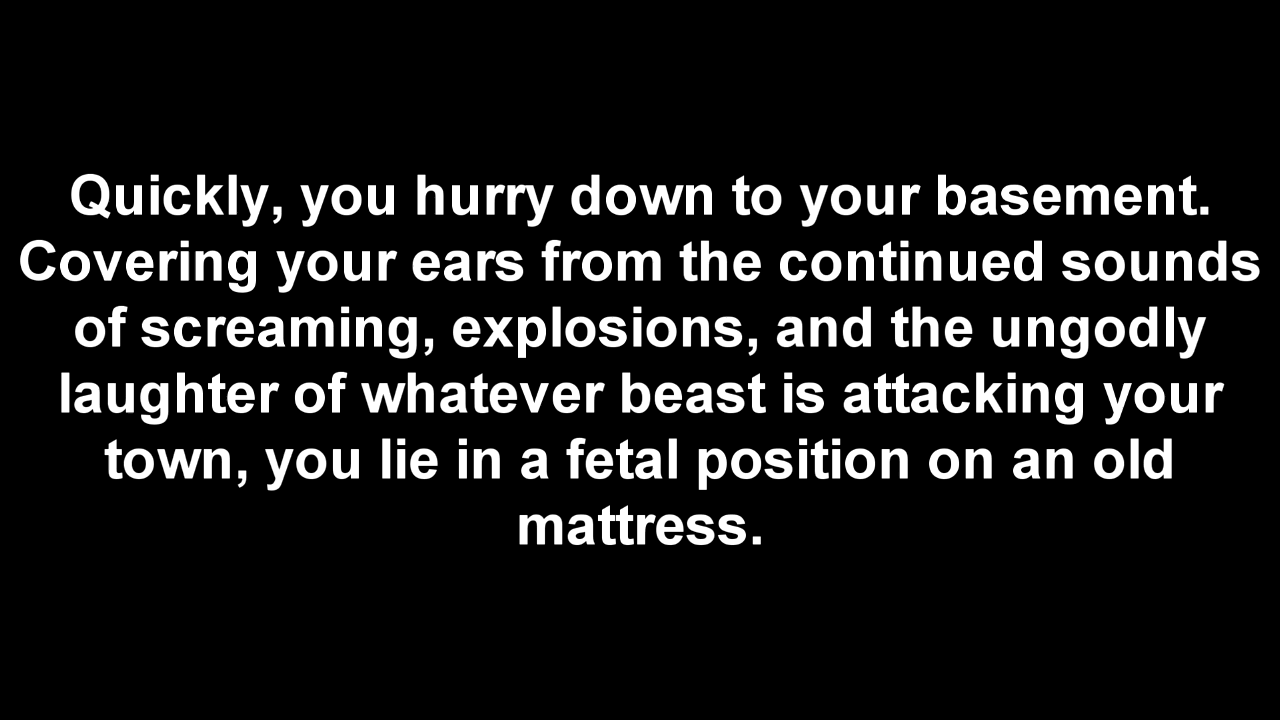 Quickly, you hurry down to your basement.
Covering your ears from the continued sounds
of screaming, explosions, and the ungodly
laughter of whatever beast is attacking your
town, you lie in a fetal position on an old
mattress.